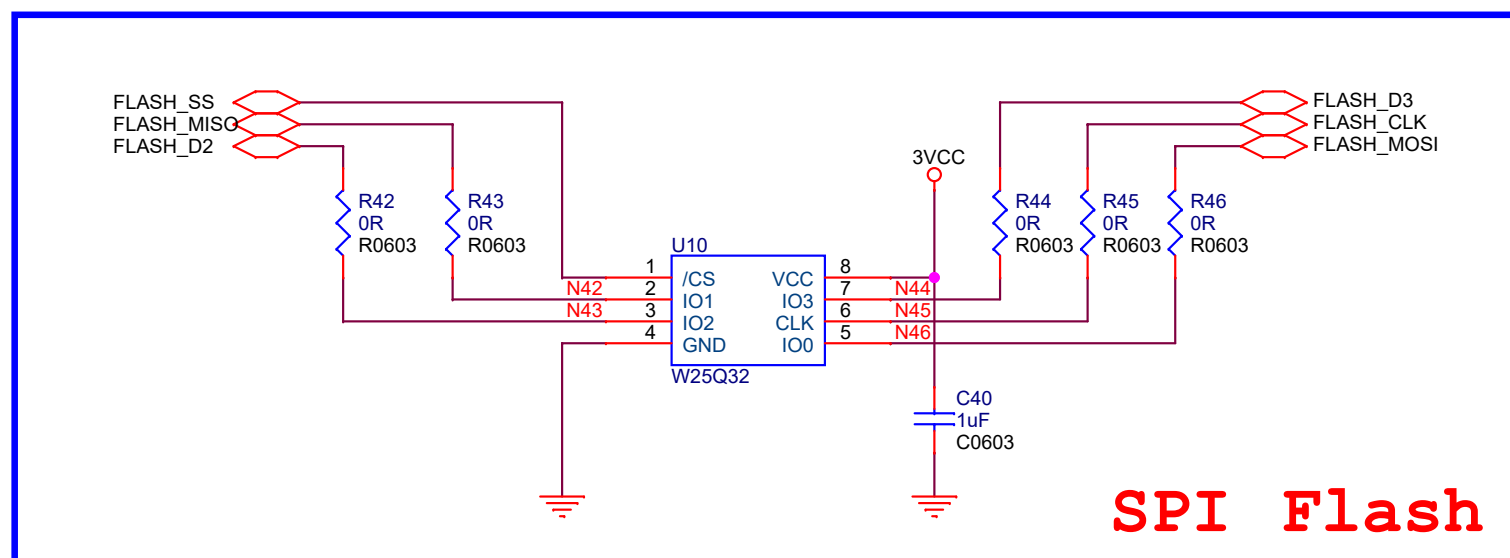 FLASH_SS
FLASH_MISO
FLASH_D2
FLASH_D3
FLASH_CLK
FLASH_MOSI
3VCC
R42
0R
R0603
R43
0R
R0603
R44
0R
R0603
R45
0R
R0603
R46
0R
R0603
U10
1 /CS VCC 8
N42 2 IO1 IO3 7 N44
N43 3 IO2 CLK 6 N45
4 GND IO0 5 N46
W25Q32
C40
1uF
C0603
SPI Flash